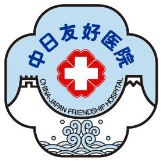 中日友好医院
CHINA-JAPAN FRIENDSHIP HOSPITAL